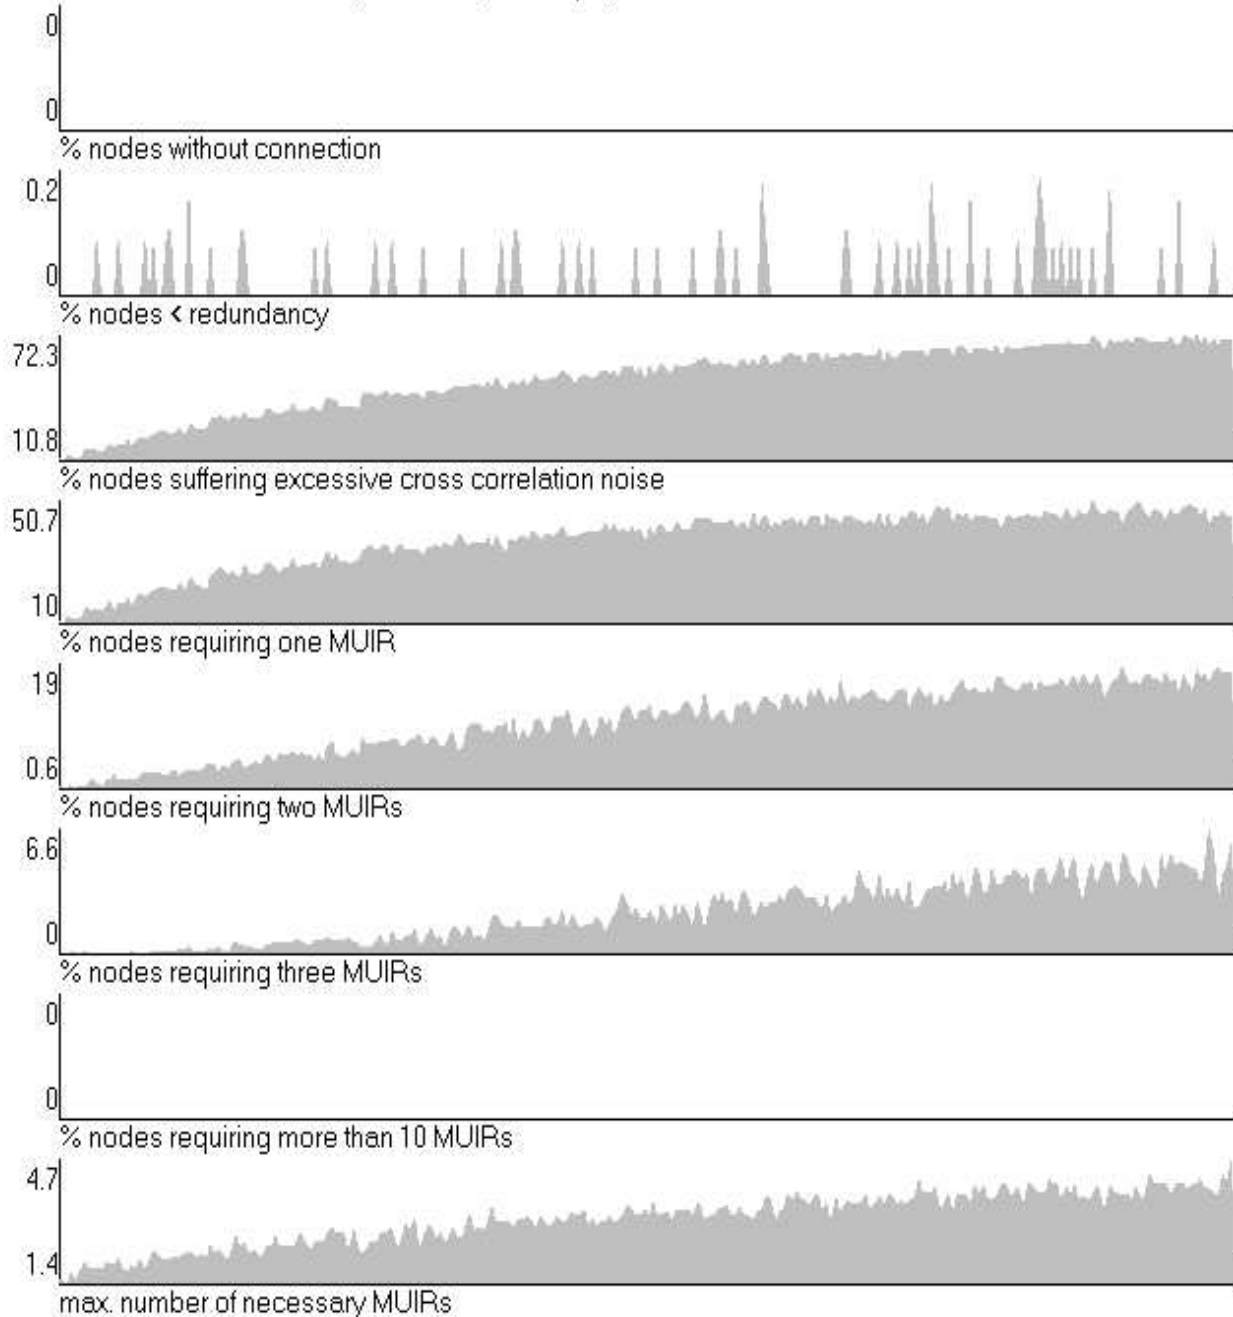 0
0
% nodes without connection
0.2
0
% nodes < redundancy
72.3
10.8
% nodes suffering excessive cross correlation noise
50.7
10
% nodes requiring one MUIR
19
0.6
% nodes requiring two MUIRs
6.6
0
% nodes requiring three MUIRs
0
0
% nodes requiring more than 10 MUIRs
4.7
1.4
max. number of necessary MUIRs